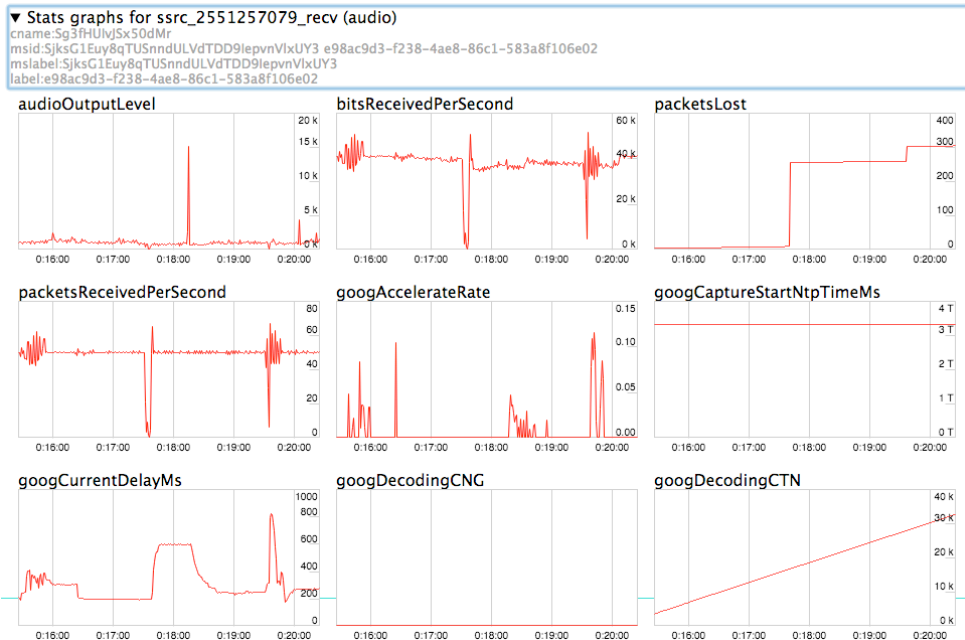 ▼ Stats graphs for ssrc_2551257079_recv (audio)
cname:Sg3fHUlvJSx50dMr
msid:SjksG1Euy8qTUSnndULVdTDD9lepvnVlxUY3 e98ac9d3-f238-4ae8-86c1-583a8f106e02
mslabel:SjksG1Euy8qTUSnndULVdTDD9lepvnVlxUY3
label:e98ac9d3-f238-4ae8-86c1-583a8f106e02
audioOutputLevel bitsReceivedPerSecond packetsLost
20 k 60 k 400
15 k 300
10 k 40 k 200
5 k 20 k 100
0 k 0 k 0
0:16:00 0:17:00 0:18:00 0:19:00 0:20:00 0:16:00 0:17:00 0:18:00 0:19:00 0:20:00 0:16:00 0:17:00 0:18:00 0:19:00 0:20:00
packetsReceivedPerSecond googAccelerateRate googCaptureStartNtpTimeMs
80 0.15 4 T
60 0.10 3 T
40 0.05 2 T
20 1 T
0 0.00 0 T
0:16:00 0:17:00 0:18:00 0:19:00 0:20:00 0:16:00 0:17:00 0:18:00 0:19:00 0:20:00 0:16:00 0:17:00 0:18:00 0:19:00 0:20:00
googCurrentDelayMs googDecodingCNG googDecodingCTN
1000 40 k
800 30 k
600 20 k
400 10 k
200
0 0 k
0:16:00 0:17:00 0:18:00 0:19:00 0:20:00 0:16:00 0:17:00 0:18:00 0:19:00 0:20:00 0:16:00 0:17:00 0:18:00 0:19:00 0:20:00